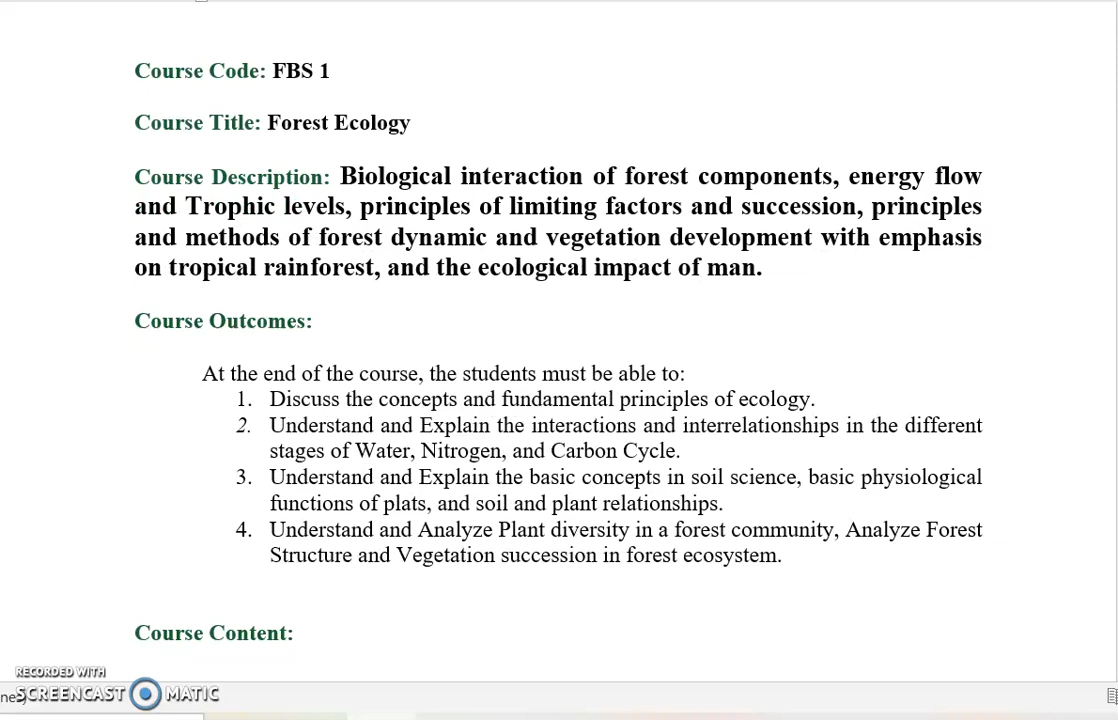 Course Code: FBS 1
Course Title: Forest Ecology
Course Description: Biological interaction of forest components, energy flow
and Trophic levels, principles of limiting factors and succession, principles
and methods of forest dynamic and vegetation development with emphasis
on tropical rainforest, and the ecological impact of man.
Course Outcomes:
At the end of the course, the students must be able to:
1. Discuss the concepts and fundamental principles of ecology.
2. Understand and Explain the interactions and interrelationships in the different
stages of Water, Nitrogen, and Carbon Cycle.
3. Understand and Explain the basic concepts in soil science, basic physiological
functions of plats, and soil and plant relationships.
4. Understand and Analyze Plant diversity in a forest community, Analyze Forest
Structure and Vegetation succession in forest ecosystem.
Course Content:
RECORDED WITH
SCREENCAST MATIC